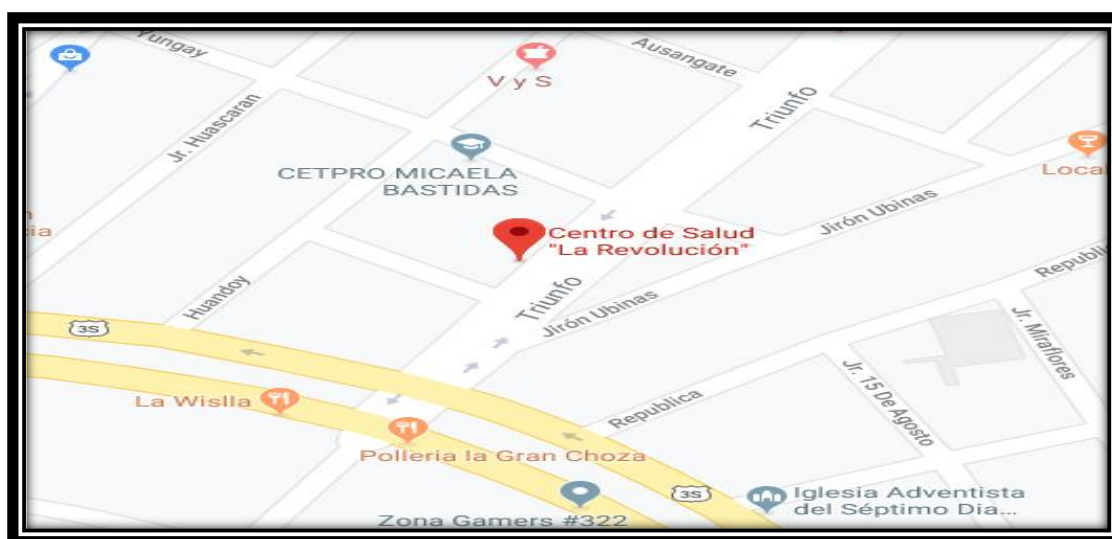 Yungay
Ausangate
V y S
Triunfo
Jr. Huascaran
CETPRO MICAELA
BASTIDAS
Local
Jirón Ubinas
Centro de Salud
"La Revolución"
Republi
Huandoy
Triunfo
Jirón Ubinas
3S
Jr. Miraflores
Jr. 15 De Agosto
La Wislla
Republica
Polleria la Gran Choza
3S
Iglesia Adventista
del Séptimo Dia...
Zona Gamers #322